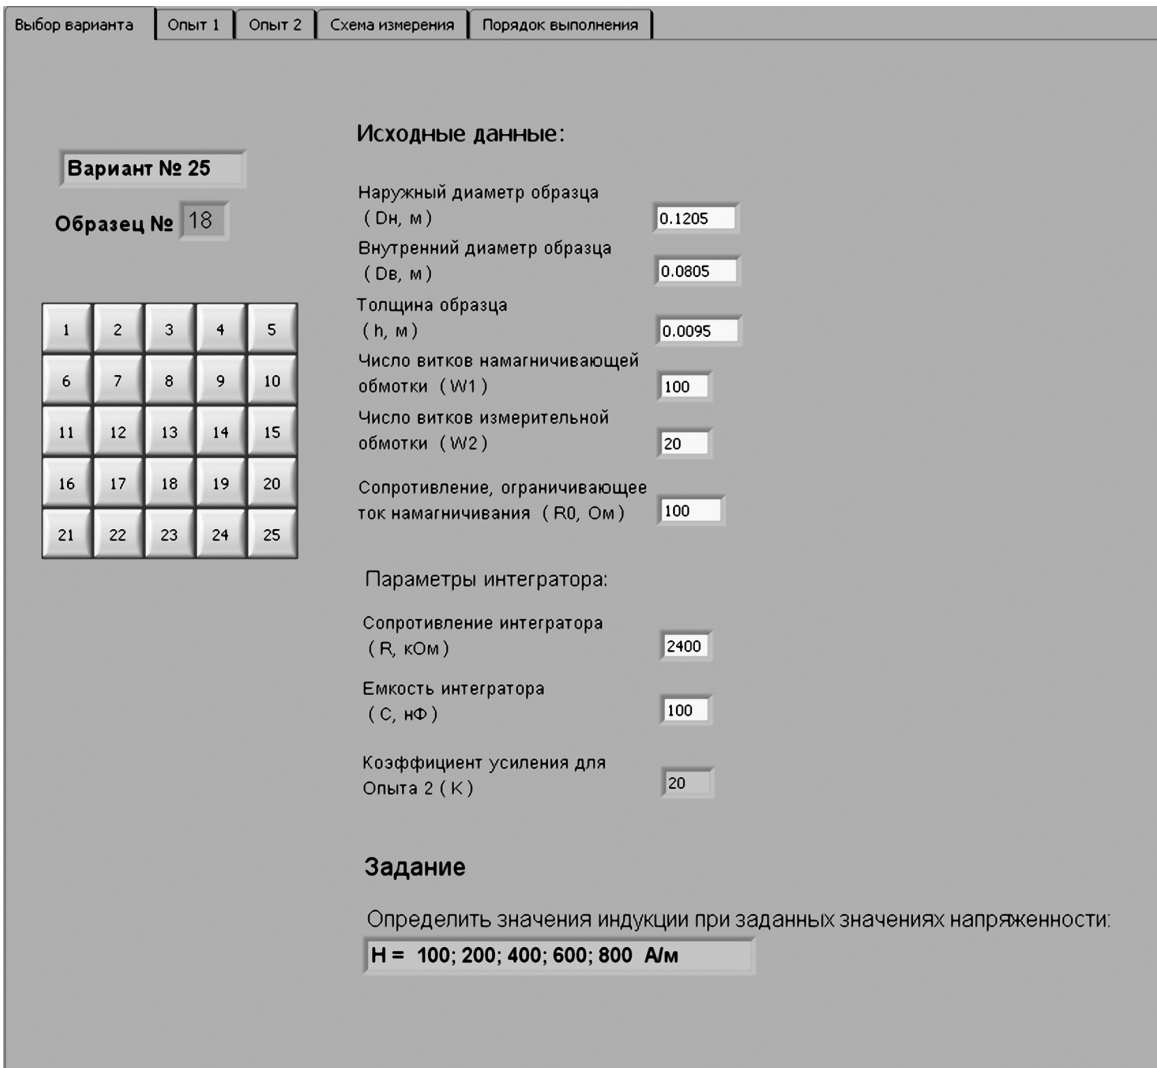 Выбор варианта Опыт 1 Опыт 2 Схема измерения Порядок выполнения
Вариант № 25
Образец № 18
1 2 3 4 5
6 7 8 9 10
11 12 13 14 15
16 17 18 19 20
21 22 23 24 25
Исходные данные:
Наружный диаметр образца
( Dн, м ) 0.1205
Внутренний диаметр образца
( Dв, м ) 0.0805
Толщина образца
( h, м ) 0.0095
Число витков намагничивающей
обмотки ( W1 ) 100
Число витков измерительной
обмотки ( W2 ) 20
Сопротивление, ограничивающее
ток намагничивания ( R0, Ом ) 100
Параметры интегратора:
Сопротивление интегратора
( R, кОм ) 2400
Емкость интегратора
( С, нФ ) 100
Коэффициент усиления для
Опыта 2 ( К ) 20
Задание
Определить значения индукции при заданных значениях напряженности:
Н = 100; 200; 400; 600; 800 А/м